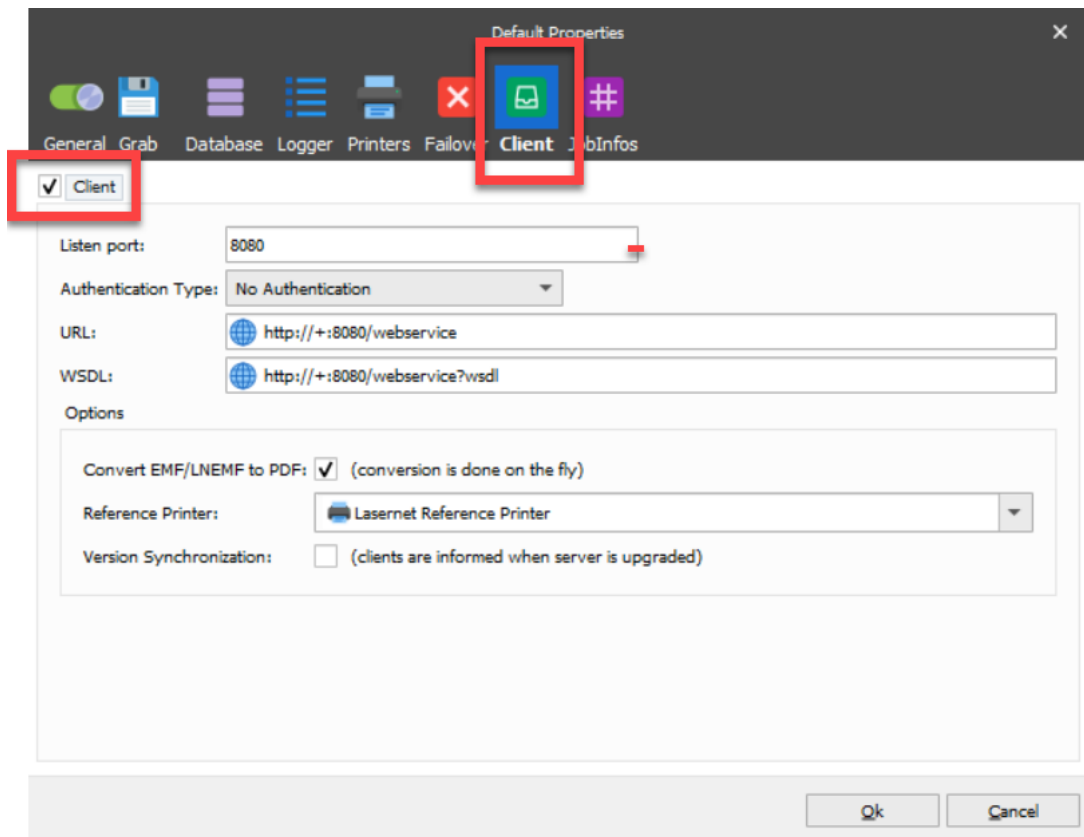 Default Properties
General Grab Database Logger Printers Failover Client JobInfos
Client
Listen port: 8080
Authentication Type: No Authentication
URL: http://+:8080/webservice
WSDL: http://+:8080/webservice?wsdl
Options
Convert EMF/LNEMF to PDF: (conversion is done on the fly)
Reference Printer: Lasernet Reference Printer
Version Synchronization: (clients are informed when server is upgraded)
Ok Cancel